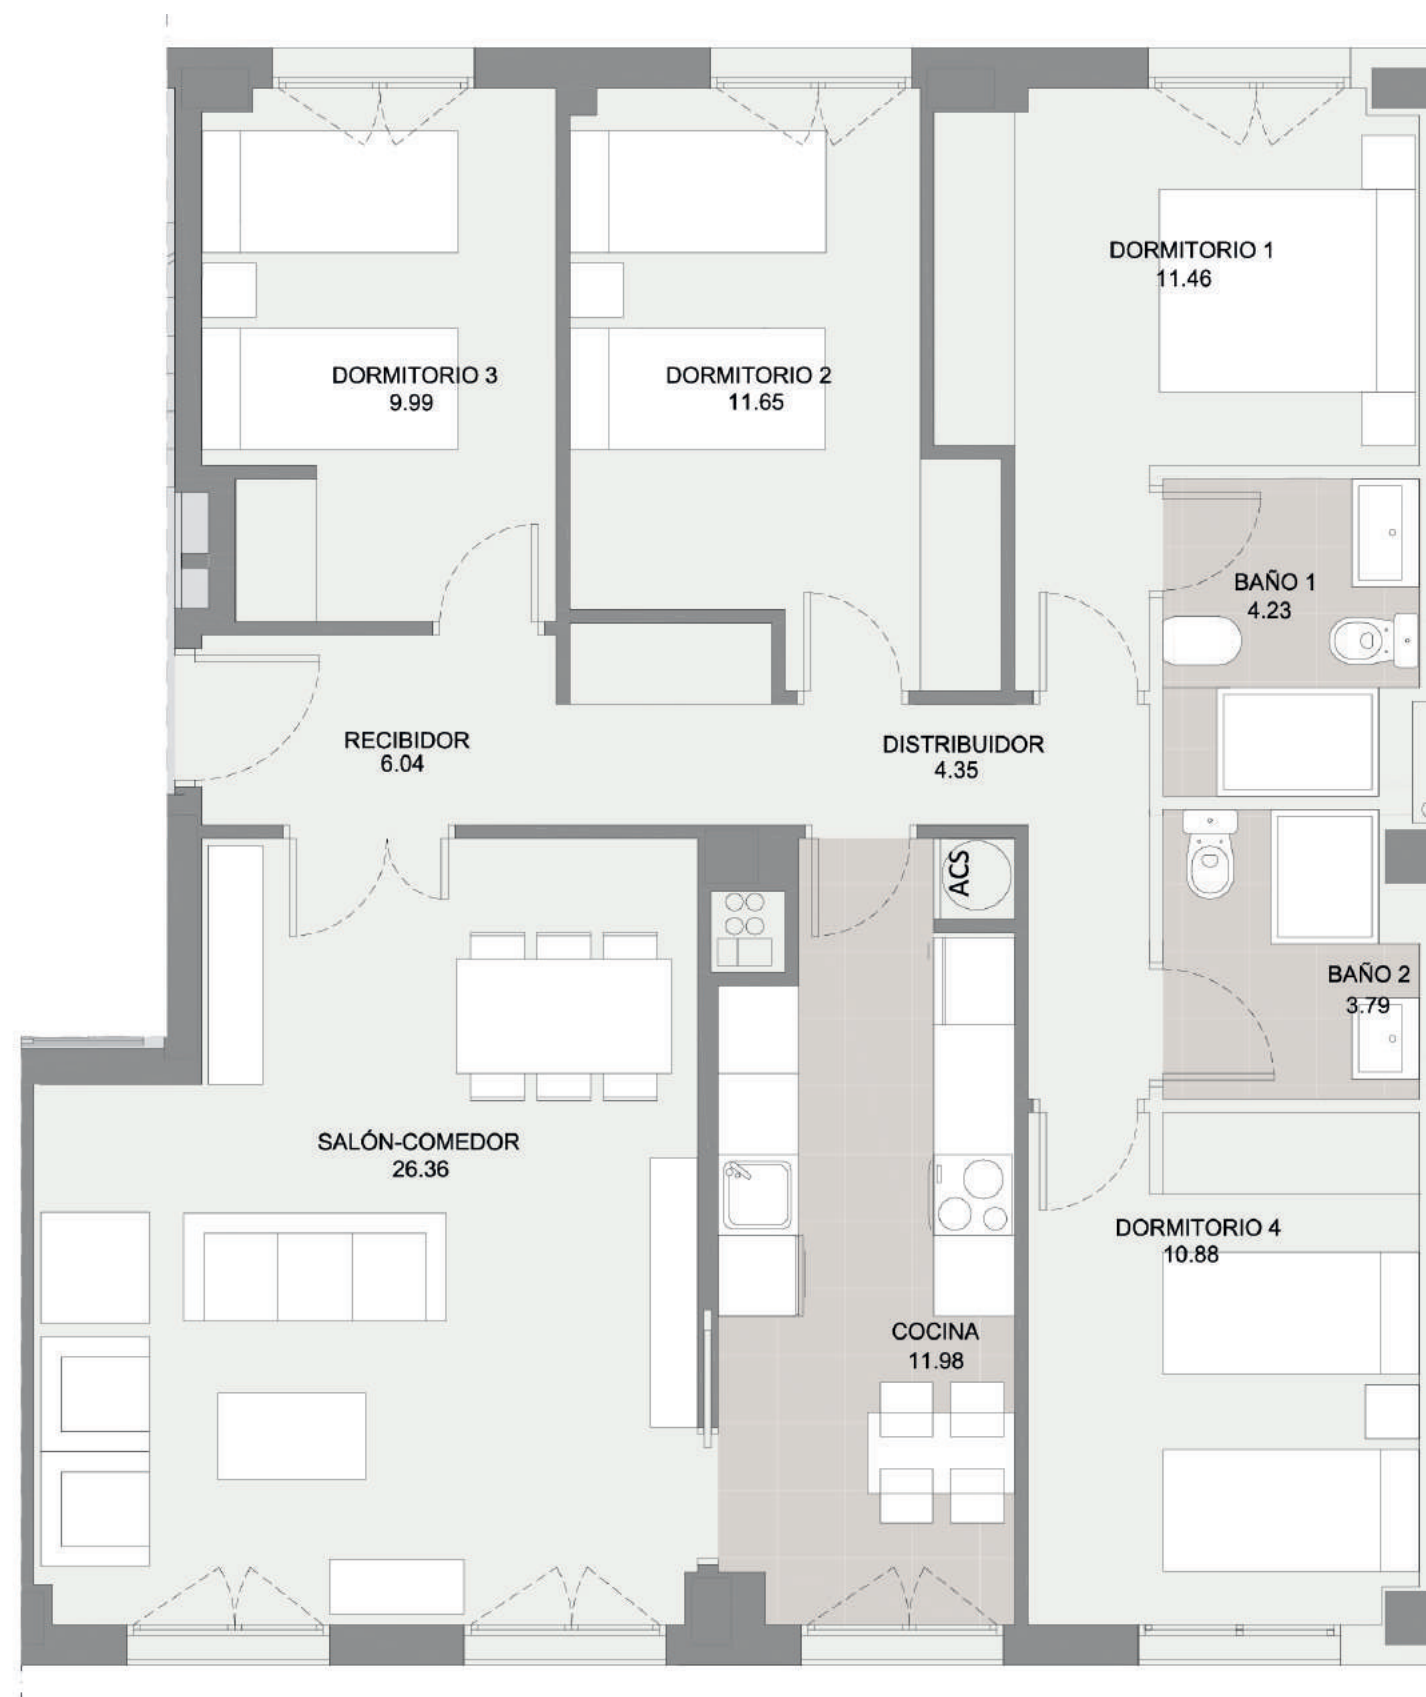 DORMITORIO 1
11.46
DORMITORIO 3
9.99
DORMITORIO 2
11.65
BAÑO 1
4.23
RECIBIDOR
6.04
DISTRIBUIDOR
4.35
ACS
BAÑO 2
3.79
SALÓN-COMEDOR
26.36
DORMITORIO 4
10.88
COCINA
11.98